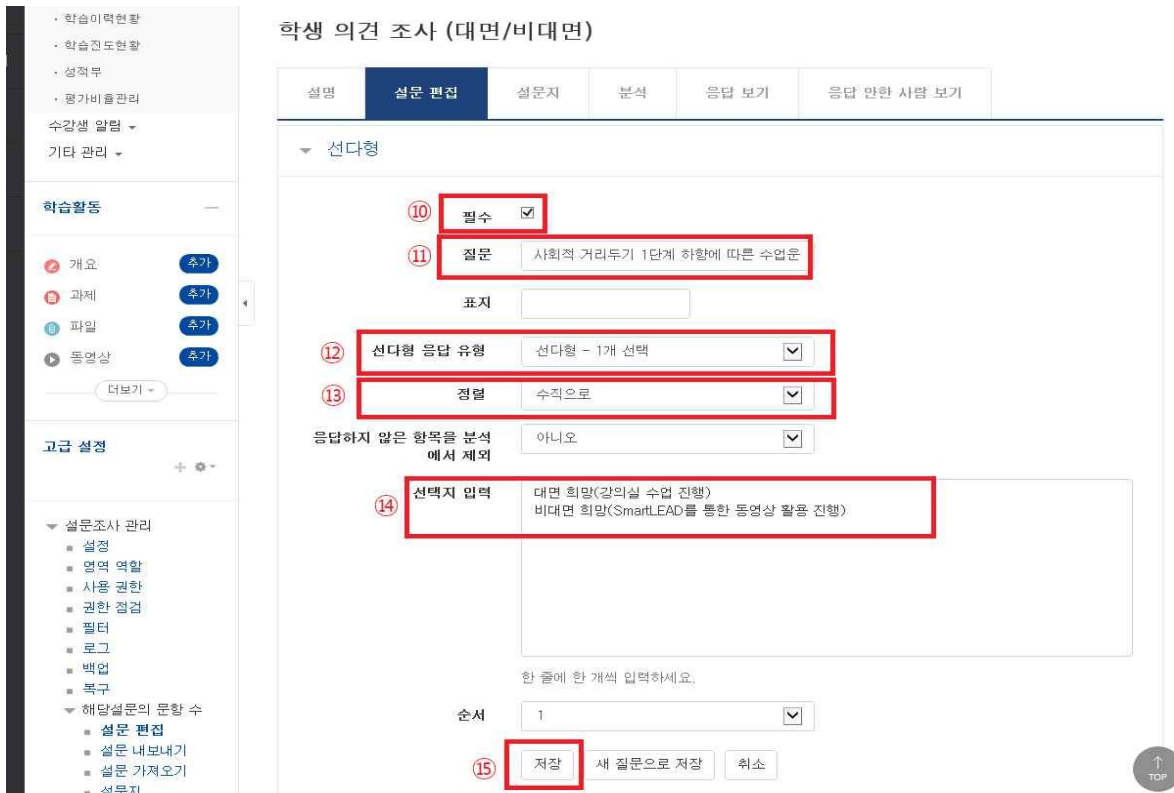 · 학습이력현황
· 학습진도현황
· 성적부
· 평가비율관리
수강생 알림
기타 관리
학습활동
개요 추가
과제 추가
파일 추가
동영상 추가
더보기
고급 설정
설문조사 관리
설정
영역 역할
사용 권한
권한 점검
필터
로그
백업
복구
해당설문의 문항 수
설문 편집
설문 내보내기
설문 가져오기
설문지
학생 의견 조사 (대면/비대면)
설명 설문 편집 설문지 분석 응답 보기 응답 안한 사람 보기
선다형
⑩ 필수
⑪ 질문 사회적 거리두기 1단계 하향에 따른 수업운
표지
⑫ 선다형 응답 유형 선다형 - 1개 선택
⑬ 정렬 수직으로
응답하지 않은 항목을 분석 아니오
에서 제외
⑭ 선택지 입력 대면 희망(강의실 수업 진행)
비대면 희망(SmartLEAD를 통한 동영상 활용 진행)
한 줄에 한 개씩 입력하세요.
순서 1
⑮ 저장 새 질문으로 저장 취소
TOP